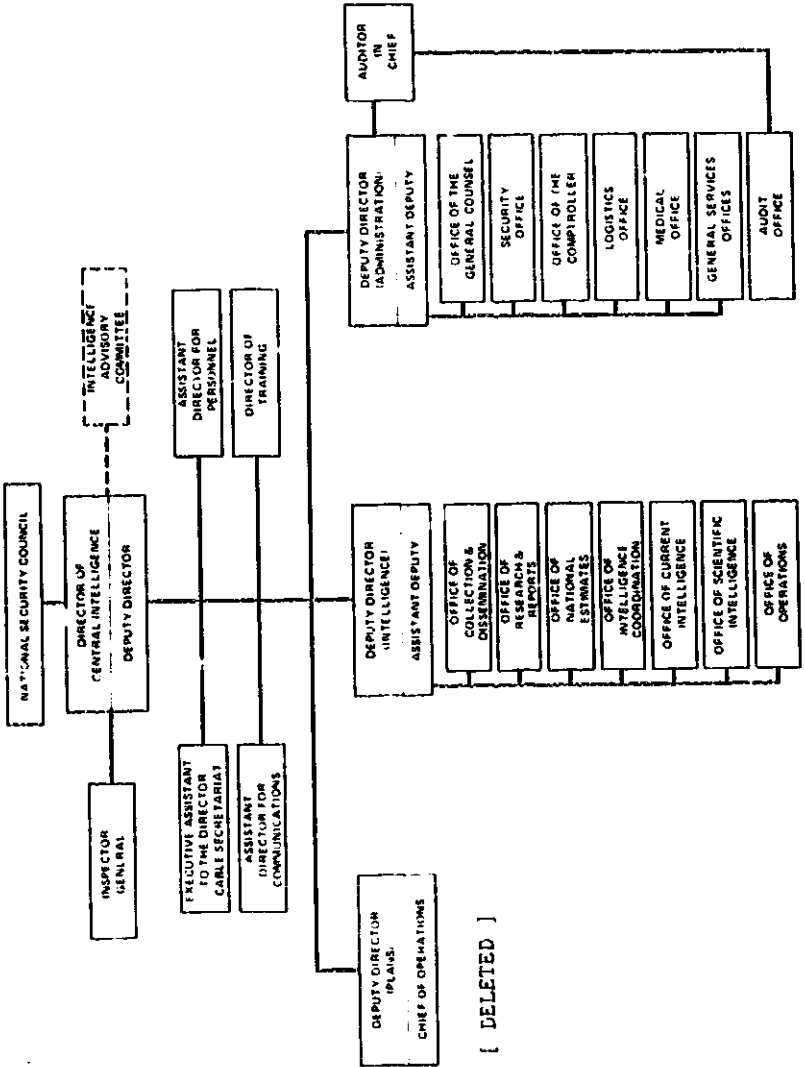 NATIONAL SECURITY COUNCIL
DIRECTOR OF
CENTRAL INTELLIGENCE
DEPUTY DIRECTOR
INTELLIGENCE
ADVISORY
COMMITTEE
INSPECTOR
GENERAL
EXECUTIVE ASSISTANT
TO THE DIRECTOR
CABLE SECRETARIAT
ASSISTANT
DIRECTOR FOR
PERSONNEL
ASSISTANT
DIRECTOR FOR
COMMUNICATIONS
DIRECTOR OF
TRAINING
DEPUTY DIRECTOR
(PLANS)
CHIEF OF OPERATIONS
[ DELETED ]
DEPUTY DIRECTOR
(INTELLIGENCE)
ASSISTANT DEPUTY
OFFICE OF
COLLECTION &
DISSEMINATION
OFFICE OF
RESEARCH &
REPORTS
OFFICE OF
NATIONAL
ESTIMATES
OFFICE OF
INTELLIGENCE
COORDINATION
OFFICE OF CURRENT
INTELLIGENCE
OFFICE OF SCIENTIFIC
INTELLIGENCE
OFFICE OF
OPERATIONS
DEPUTY DIRECTOR
(ADMINISTRATION)
ASSISTANT DEPUTY
AUDITOR
IN
CHIEF
OFFICE OF THE
GENERAL COUNSEL
SECURITY
OFFICE
OFFICE OF THE
COMPTROLLER
LOGISTICS
OFFICE
MEDICAL
OFFICE
GENERAL SERVICES
OFFICES
AUDIT
OFFICE